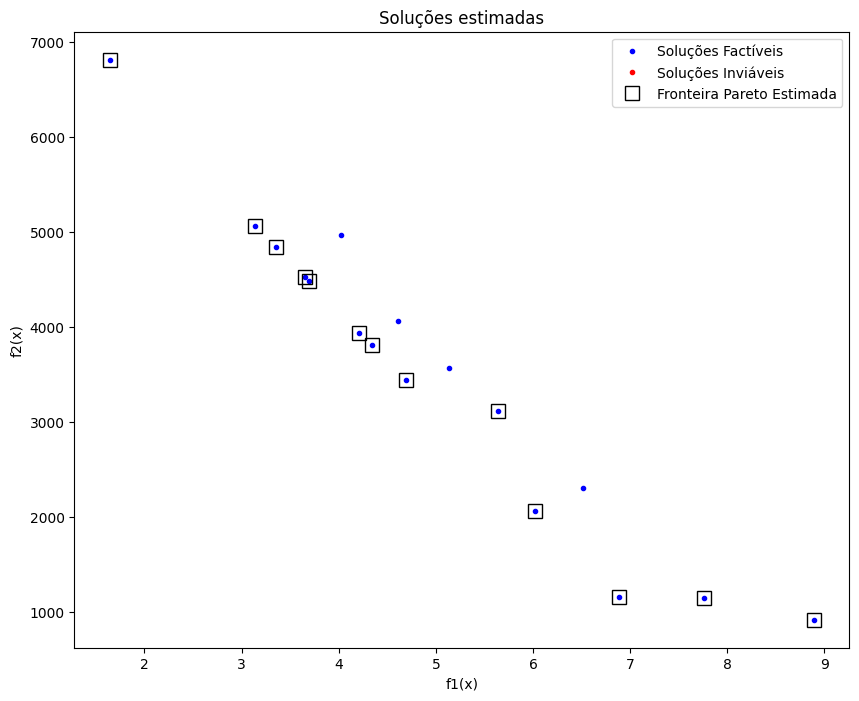 Soluções estimadas
Soluções Factíveis
Soluções Inviáveis
Fronteira Pareto Estimada
7000
6000
5000
4000
3000
2000
1000
f2(x)
2 3 4 5 6 7 8 9
f1(x)